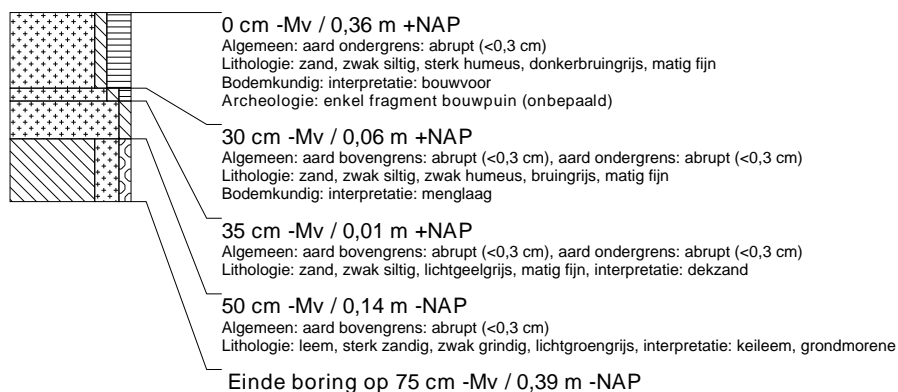 0 cm -Mv / 0,36 m +NAP
Algemeen: aard ondergrens: abrupt (<0,3 cm)
Lithologie: zand, zwak siltig, sterk humeus, donkerbruingrijs, matig fijn
Bodemkundig: interpretatie: bouwvoor
Archeologie: enkel fragment bouwpuin (onbepaald)
30 cm -Mv / 0,06 m +NAP
Algemeen: aard bovengrens: abrupt (<0,3 cm), aard ondergrens: abrupt (<0,3 cm)
Lithologie: zand, zwak siltig, zwak humeus, bruingrijs, matig fijn
Bodemkundig: interpretatie: menglaag
35 cm -Mv / 0,01 m +NAP
Algemeen: aard bovengrens: abrupt (<0,3 cm), aard ondergrens: abrupt (<0,3 cm)
Lithologie: zand, zwak siltig, lichtgeelgrijs, matig fijn, interpretatie: dekzand
50 cm -Mv / 0,14 m -NAP
Algemeen: aard bovengrens: abrupt (<0,3 cm)
Lithologie: leem, sterk zandig, zwak grindig, lichtgroengrijs, interpretatie: keileem, grondmorene
Einde boring op 75 cm -Mv / 0,39 m -NAP